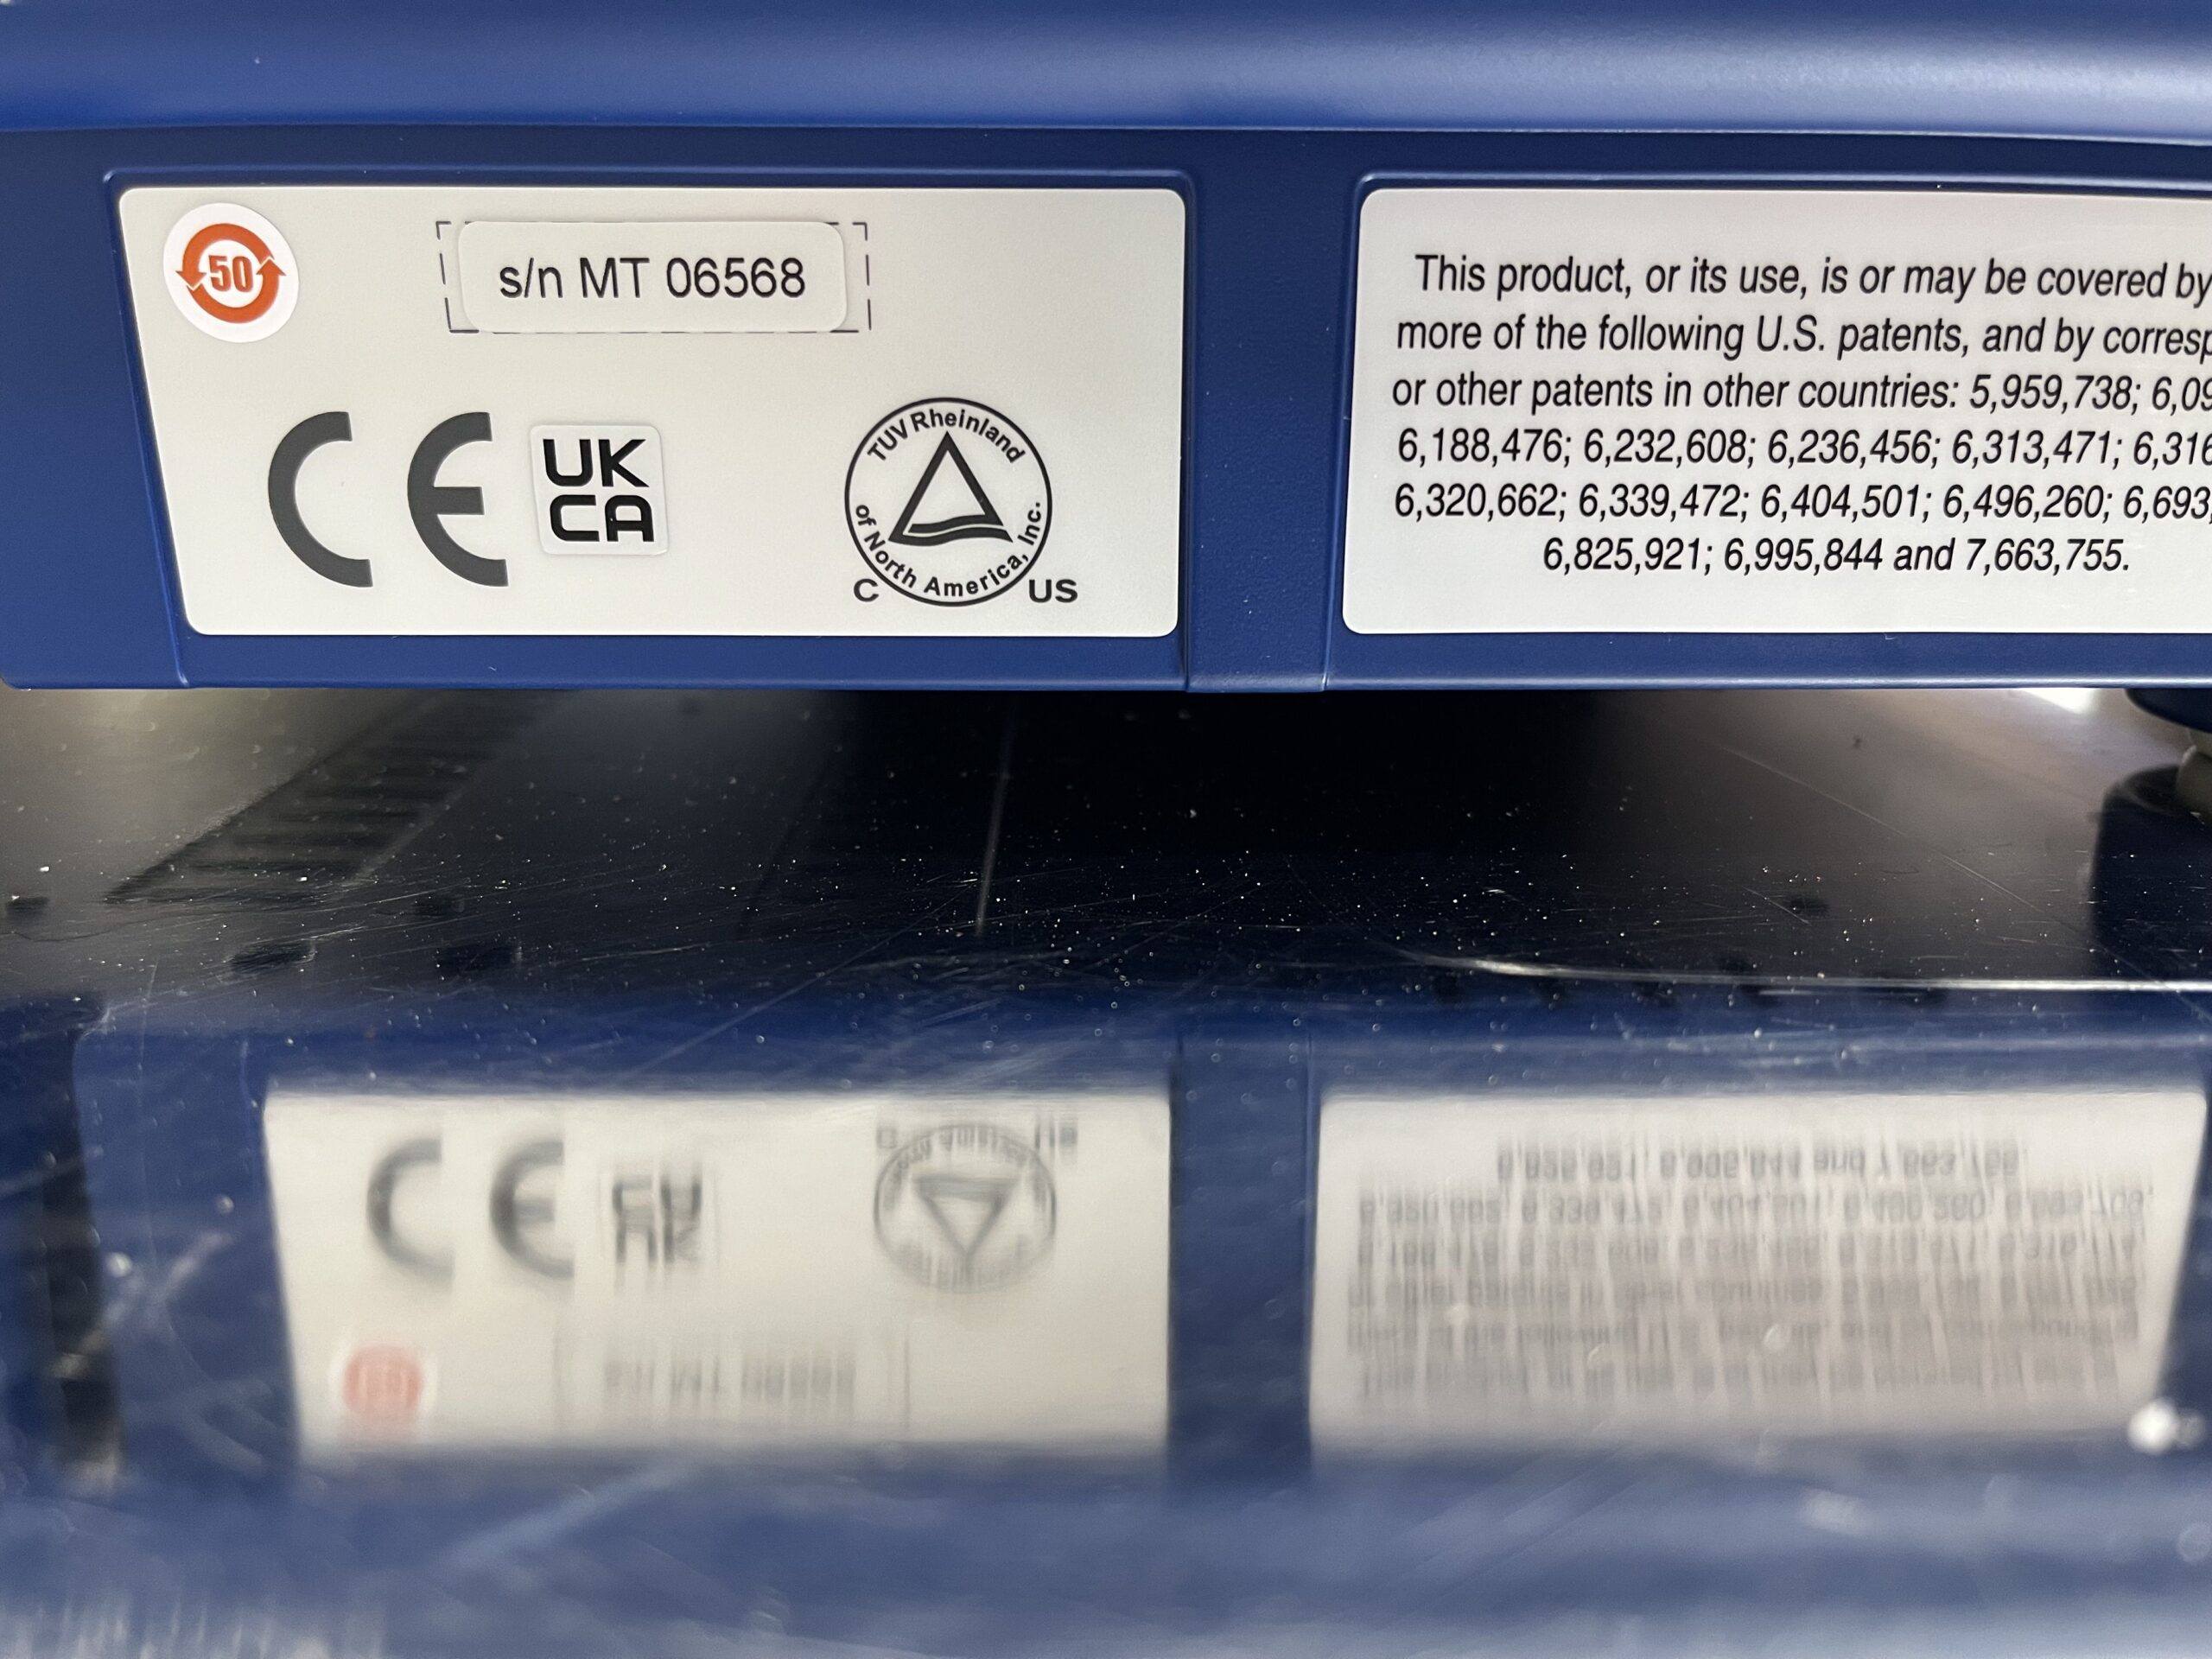 50
s/n MT 06568
CE
UK
CA
TUV Rheinland
of North America, Inc.
C US
This product, or its use, is or may be covered by
more of the following U.S. patents, and by corresp
or other patents in other countries: 5,959,738; 6,09
6,188,476; 6,232,608; 6,236,456; 6,313,471; 6,316
6,320,662; 6,339,472; 6,404,501; 6,496,260; 6,693,
6,825,921; 6,995,844 and 7,663,755.